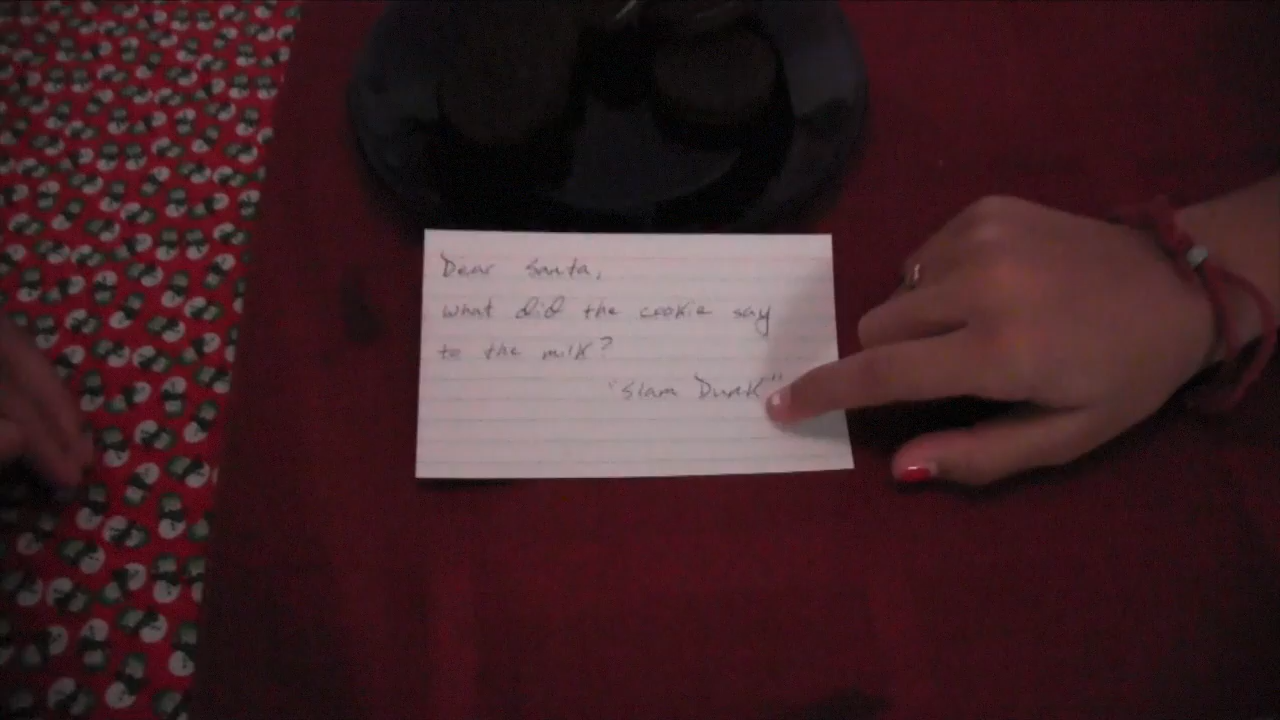 Dear Santa,
what did the cookie say
to the milk?
"Slam Dunk"